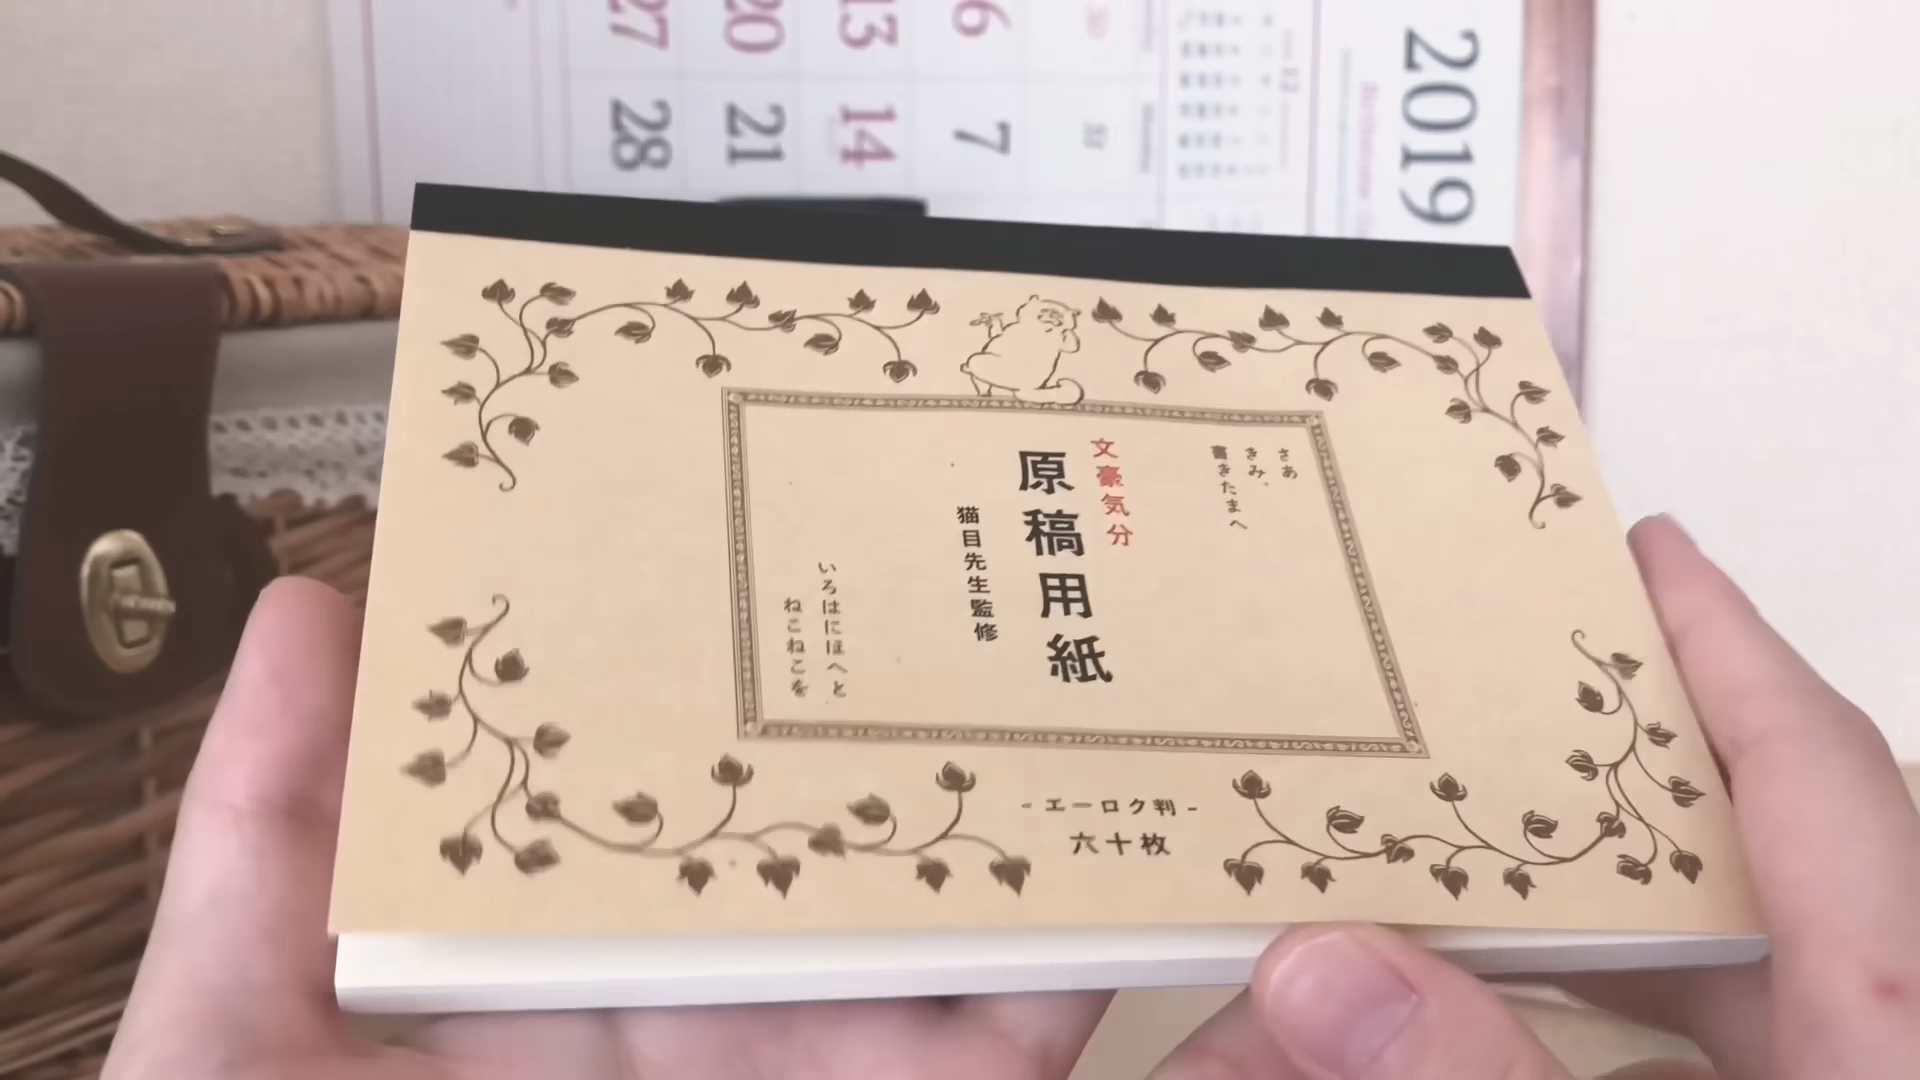 2019
6
13
20
27
7
14
21
28
さあ
きみ、
書きたまへ
文豪気分
原稿用紙
猫目先生監修
いろはにほへと
ねこねこを
-エーロク判-
六十枚